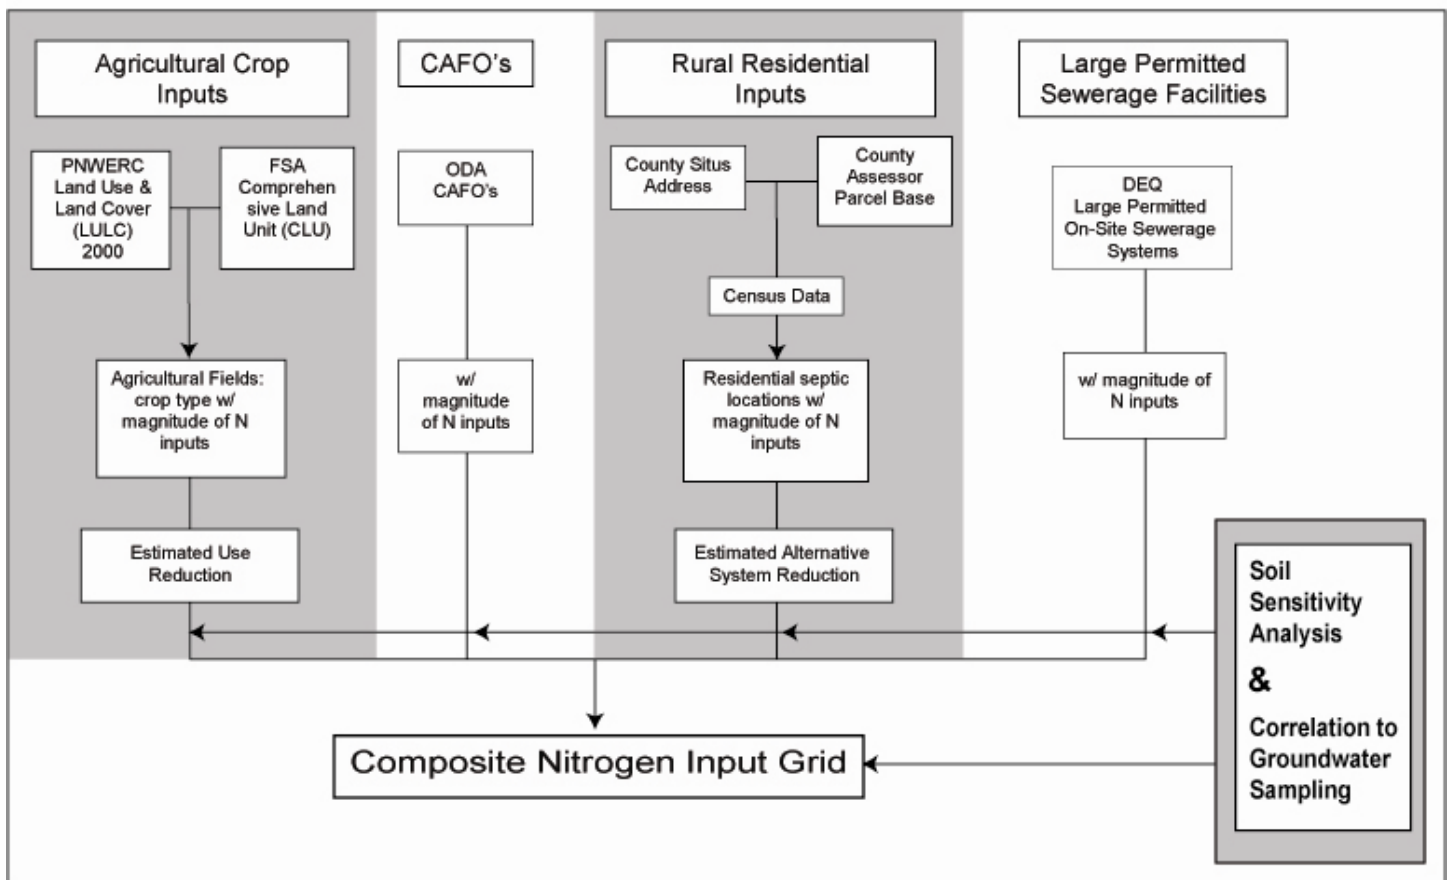 Agricultural Crop
Inputs
CAFO's
Rural Residential
Inputs
Large Permitted
Sewerage Facilities
PNWERC
Land Use &
Land Cover
(LULC)
2000
FSA
Comprehen
sive Land
Unit (CLU)
ODA
CAFO's
County Situs
Address
County
Assessor
Parcel Base
DEQ
Large Permitted
On-Site Sewerage
Systems
Census Data
Agricultural Fields:
crop type w/
magnitude of N
inputs
w/
magnitude
of N inputs
Residential septic
locations w/
magnitude of N
inputs
w/ magnitude of
N inputs
Estimated Use
Reduction
Estimated Alternative
System Reduction
Soil
Sensitivity
Analysis
&
Correlation to
Groundwater
Sampling
Composite Nitrogen Input Grid